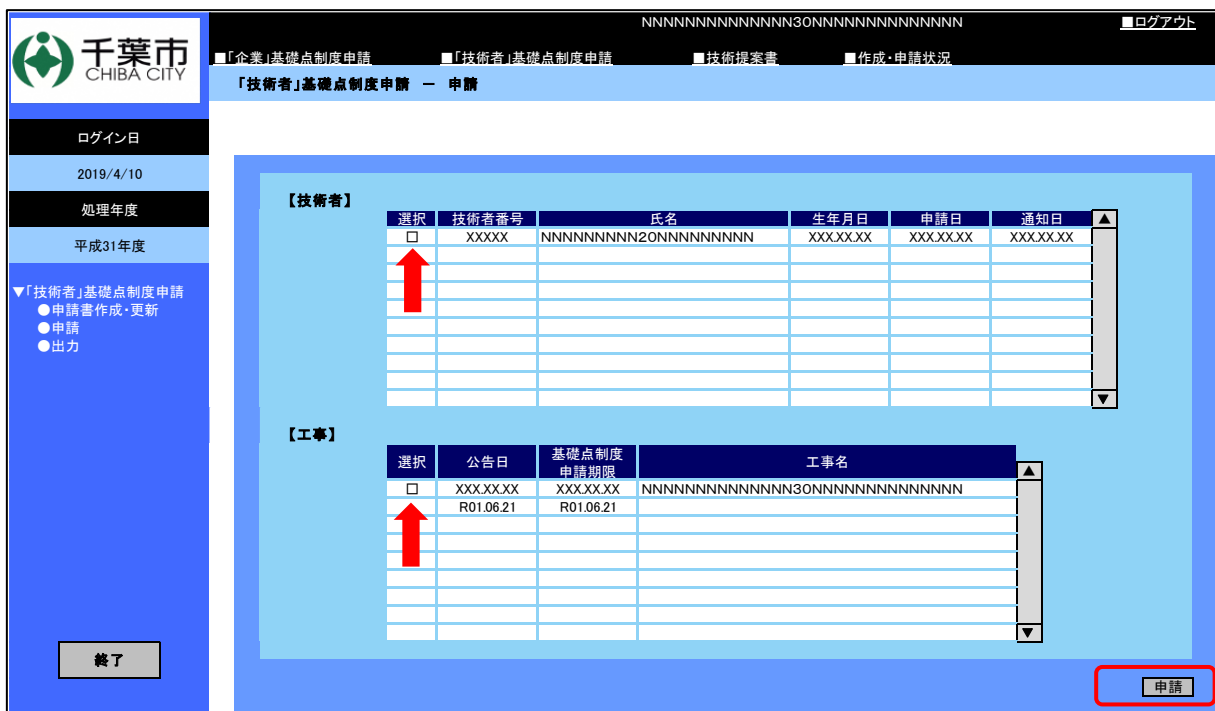 NNNNNNNNNNNNNN30NNNNNNNNNNNNNN
■ログアウト
千葉市
CHIBA CITY
■「企業」基礎点制度申請 ■「技術者」基礎点制度申請 ■技術提案書 ■作成・申請状況
「技術者」基礎点制度申請 － 申請
ログイン日
2019/4/10
処理年度
平成31年度
▼「技術者」基礎点制度申請
●申請書作成・更新
●申請
●出力
終了
【技術者】
選択 技術者番号 氏名 生年月日 申請日 通知日 ▲
□ XXXXX NNNNNNNNN20NNNNNNNNN XXX.XX.XX XXX.XX.XX XXX.XX.XX
▼
【工事】
選択 公告日 基礎点制度 工事名
申請期限
▲
□ XXX.XX.XX XXX.XX.XX NNNNNNNNNNNNNN30NNNNNNNNNNNNNN
R01.06.21 R01.06.21
▼
申請